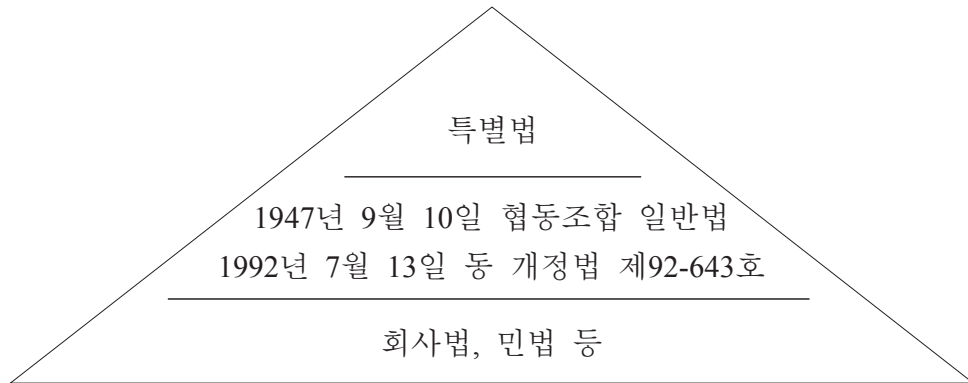 특별법
1947년 9월 10일 협동조합 일반법
1992년 7월 13일 동 개정법 제92-643호
회사법, 민법 등